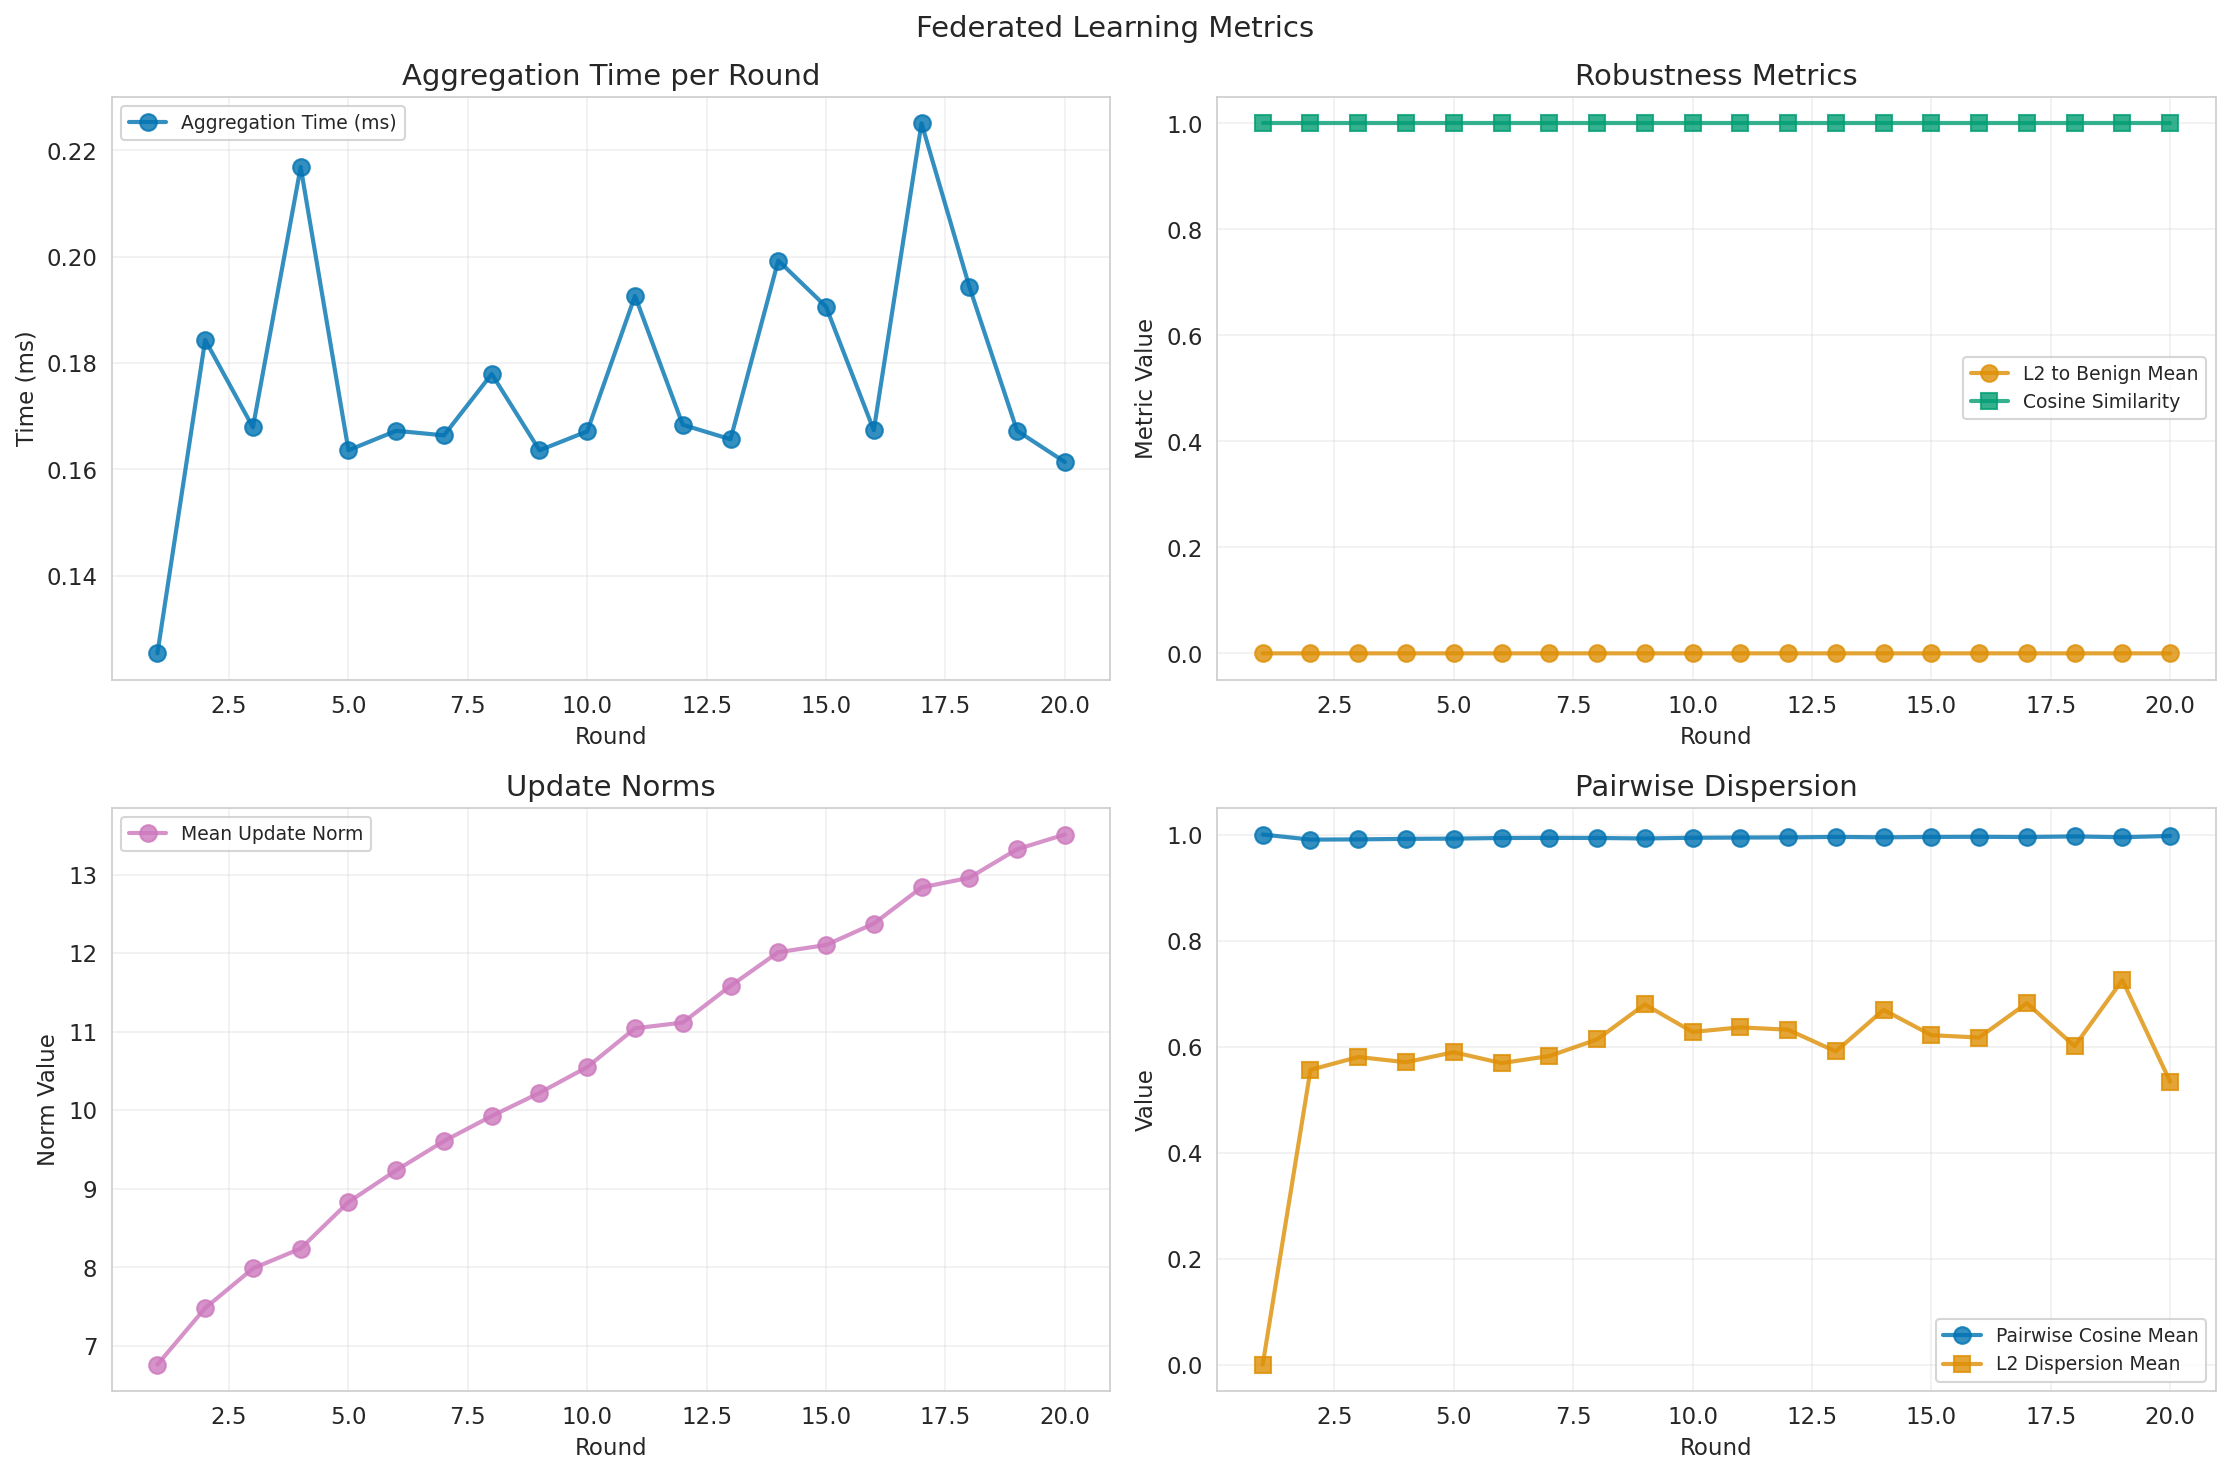 Federated Learning Metrics
Aggregation Time per Round
Aggregation Time (ms)
Time (ms)
0.22
0.20
0.18
0.16
0.14
2.5 5.0 7.5 10.0 12.5 15.0 17.5 20.0
Round
Robustness Metrics
Metric Value
1.0
0.8
0.6
0.4
0.2
0.0
L2 to Benign Mean
Cosine Similarity
2.5 5.0 7.5 10.0 12.5 15.0 17.5 20.0
Round
Update Norms
Mean Update Norm
Norm Value
13
12
11
10
9
8
7
2.5 5.0 7.5 10.0 12.5 15.0 17.5 20.0
Round
Pairwise Dispersion
Value
1.0
0.8
0.6
0.4
0.2
0.0
Pairwise Cosine Mean
L2 Dispersion Mean
2.5 5.0 7.5 10.0 12.5 15.0 17.5 20.0
Round